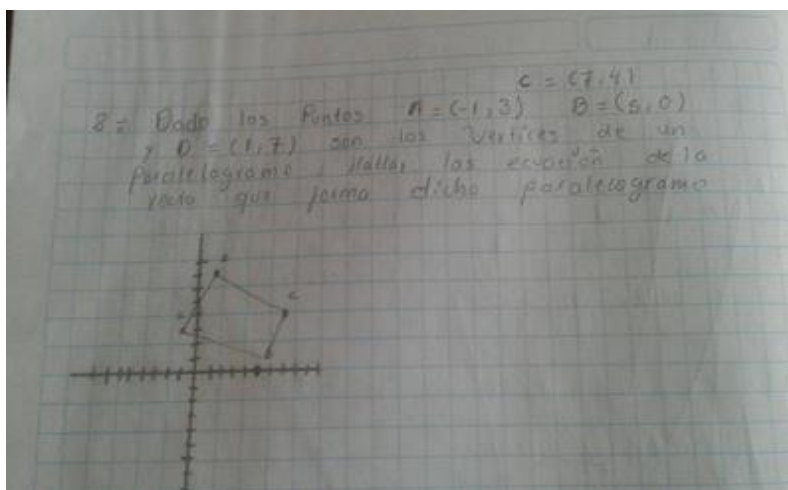 C = (7,4)
8= Dado los Puntos A = (-1,3) B = (5,0)
y D = (1,7) son los Vertices de un
Paralelogramo, Hallar los ecuación de la
recta que forma dicho paralelogramo